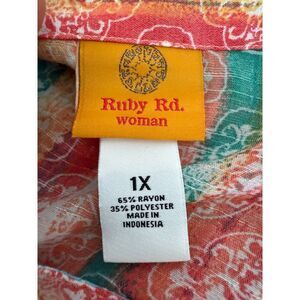 Ruby Rd.
woman
1X
65% RAYON
35% POLYESTER
MADE IN
INDONESIA